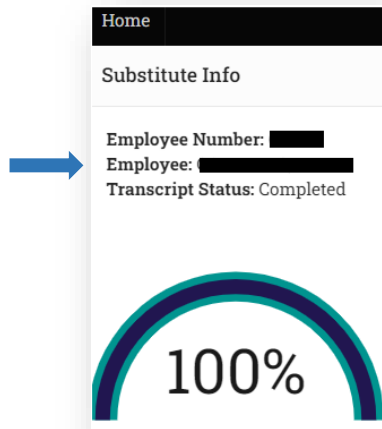 Home
Substitute Info
Employee Number:
Employee:
Transcript Status: Completed
100%